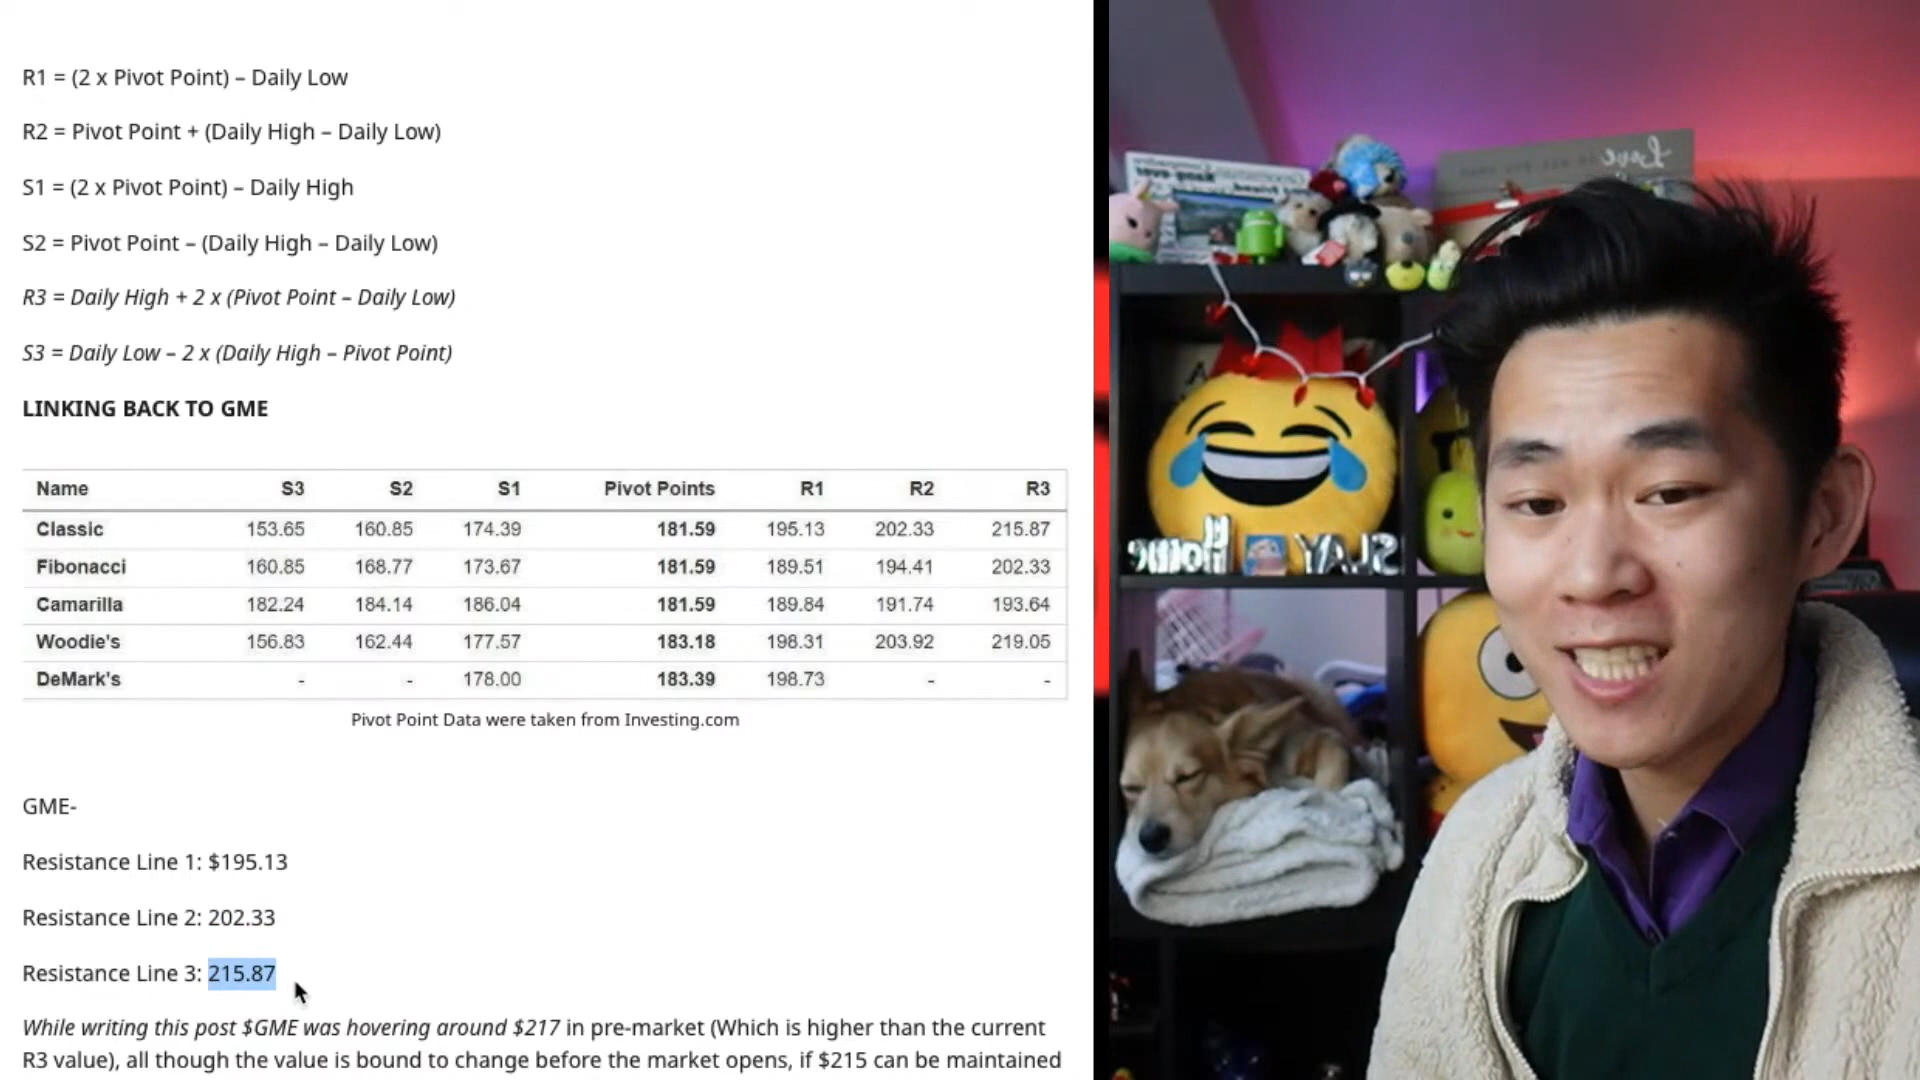 R1 = (2 x Pivot Point) – Daily Low
R2 = Pivot Point + (Daily High – Daily Low)
S1 = (2 x Pivot Point) – Daily High
S2 = Pivot Point – (Daily High – Daily Low)
R3 = Daily High + 2 x (Pivot Point – Daily Low)
S3 = Daily Low – 2 x (Daily High – Pivot Point)
LINKING BACK TO GME
Name S3 S2 S1 Pivot Points R1 R2 R3
Classic 153.65 160.85 174.39 181.59 195.13 202.33 215.87
Fibonacci 160.85 168.77 173.67 181.59 189.51 194.41 202.33
Camarilla 182.24 184.14 186.04 181.59 189.84 191.74 193.64
Woodie's 156.83 162.44 177.57 183.18 198.31 203.92 219.05
DeMark's - - 178.00 183.39 198.73 - -
Pivot Point Data were taken from Investing.com
GME-
Resistance Line 1: $195.13
Resistance Line 2: 202.33
Resistance Line 3: 215.87
While writing this post $GME was hovering around $217 in pre-market (Which is higher than the current
R3 value), all though the value is bound to change before the market opens, if $215 can be maintained
Love
Home
SLAY